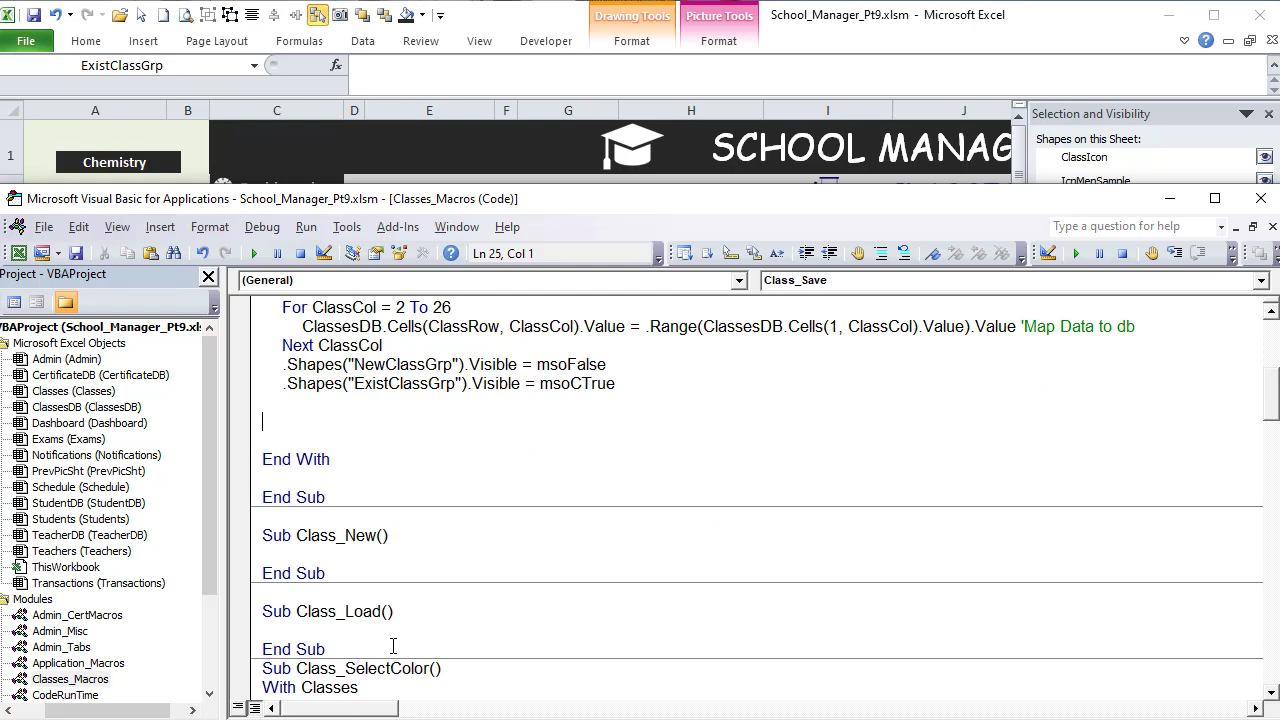 Drawing Tools
Picture Tools
School_Manager_Pt9.xlsm - Microsoft Excel
File
Home
Insert
Page Layout
Formulas
Data
Review
View
Developer
Format
Format
ExistClassGrp
fx
A
B
C
D
E
F
G
H
I
J
Selection and Visibility
Shapes on this Sheet:
ClassIcon
1
Chemistry
SCHOOL MANAG
Microsoft Visual Basic for Applications - School_Manager_Pt9.xlsm - [Classes_Macros (Code)]
File Edit View Insert Format Debug Run Tools Add-Ins Window Help
Type a question for help
Ln 25, Col 1
Project - VBAProject
(General)
Class_Save
VBAProject (School_Manager_Pt9.xls
Microsoft Excel Objects
Admin (Admin)
CertificateDB (CertificateDB)
Classes (Classes)
ClassesDB (ClassesDB)
Dashboard (Dashboard)
Exams (Exams)
Notifications (Notifications)
PrevPicSht (PrevPicSht)
Schedule (Schedule)
StudentDB (StudentDB)
Students (Students)
TeacherDB (TeacherDB)
Teachers (Teachers)
ThisWorkbook
Transactions (Transactions)
Modules
Admin_CertMacros
Admin_Misc
Admin_Tabs
Application_Macros
Classes_Macros
CodeRunTime
For ClassCol = 2 To 26
ClassesDB.Cells(ClassRow, ClassCol).Value = .Range(ClassesDB.Cells(1, ClassCol).Value).Value 'Map Data to db
Next ClassCol
.Shapes("NewClassGrp").Visible = msoFalse
.Shapes("ExistClassGrp").Visible = msoCTrue
End With
End Sub
Sub Class_New()
End Sub
Sub Class_Load()
End Sub
Sub Class_SelectColor()
With Classes